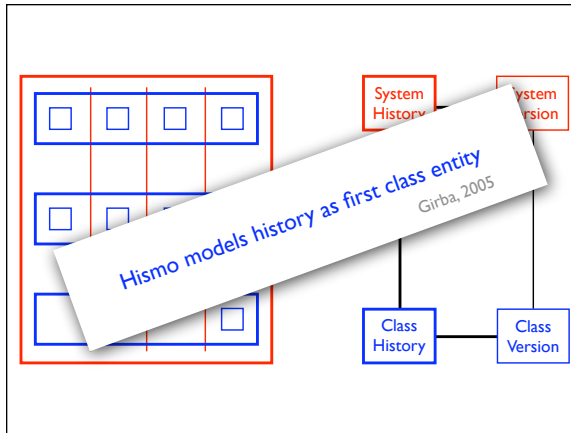 System
History
System
Version
Hismo models history as first class entity
Girba, 2005
Class
History
Class
Version